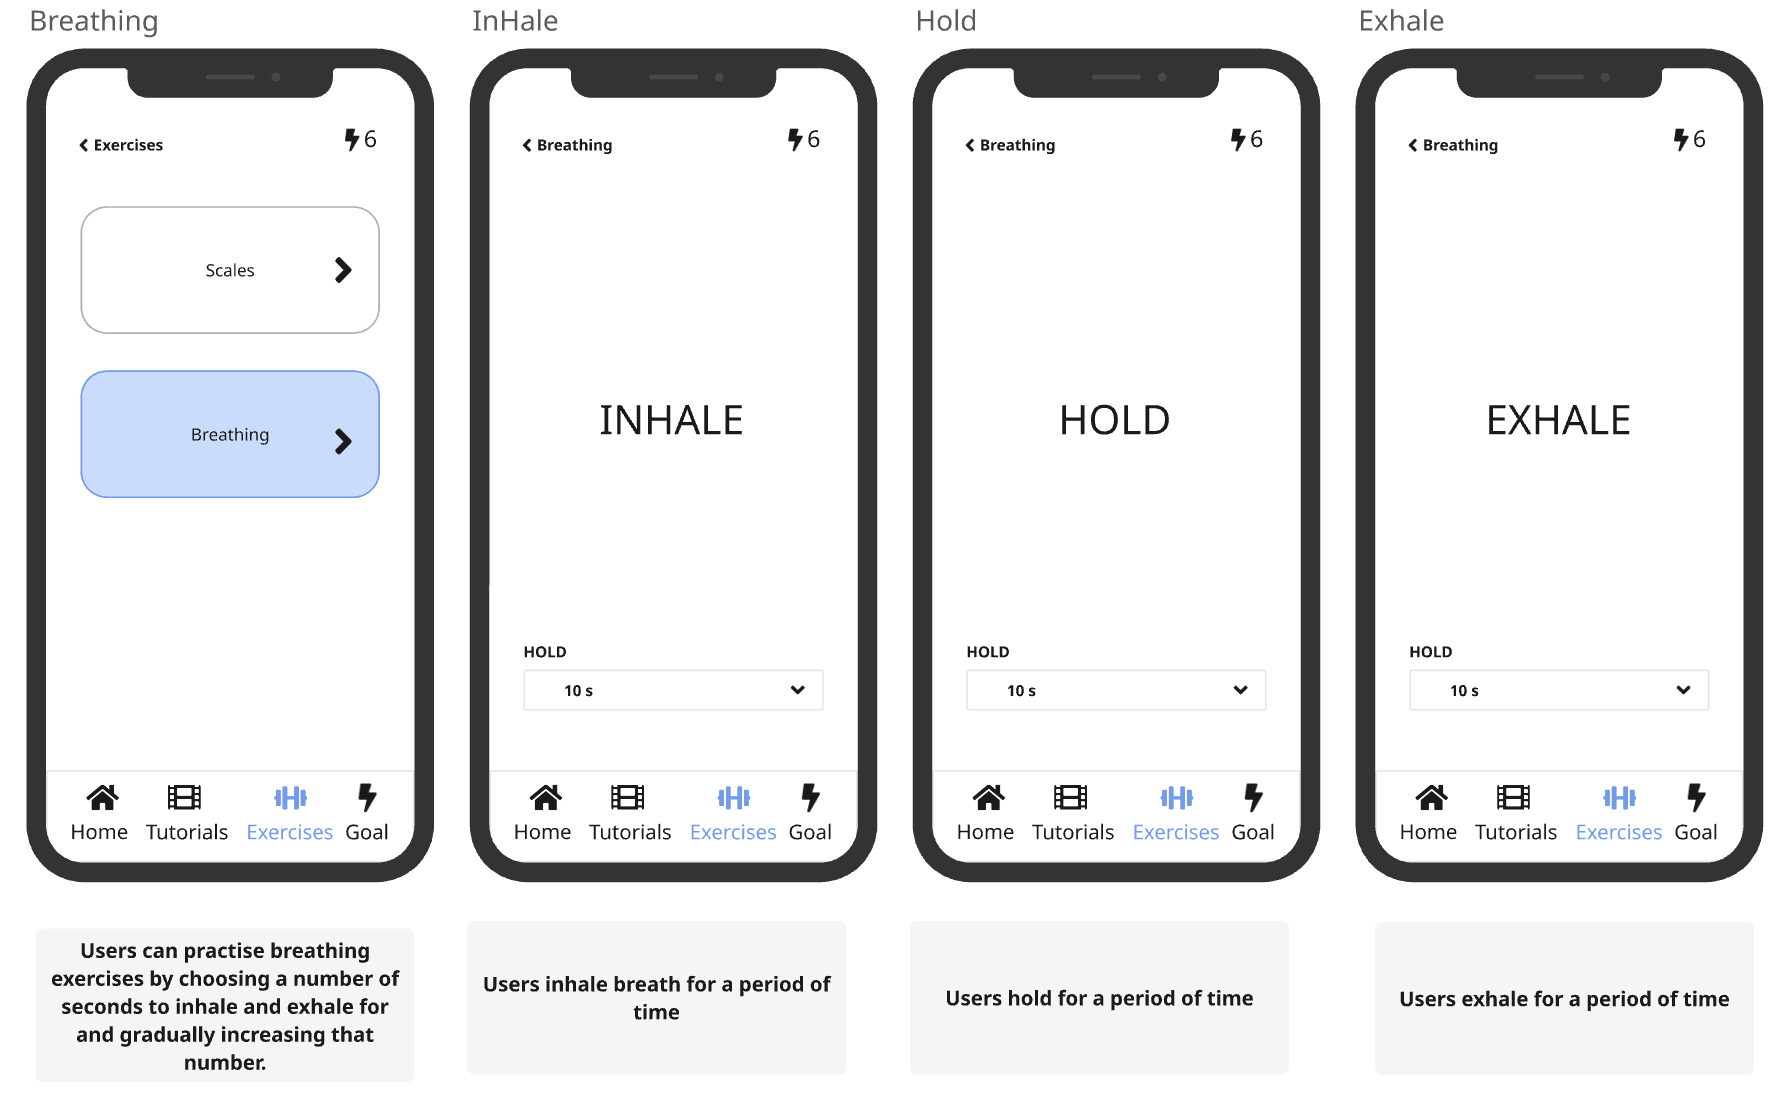 Breathing
Exercises
6
Scales
Breathing
Home Tutorials Exercises Goal
Users can practise breathing
exercises by choosing a number of
seconds to inhale and exhale for
and gradually increasing that
number.
InHale
Breathing
6
INHALE
HOLD
10 s
Home Tutorials Exercises Goal
Users inhale breath for a period of
time
Hold
Breathing
6
HOLD
HOLD
10 s
Home Tutorials Exercises Goal
Users hold for a period of time
Exhale
Breathing
6
EXHALE
HOLD
10 s
Home Tutorials Exercises Goal
Users exhale for a period of time